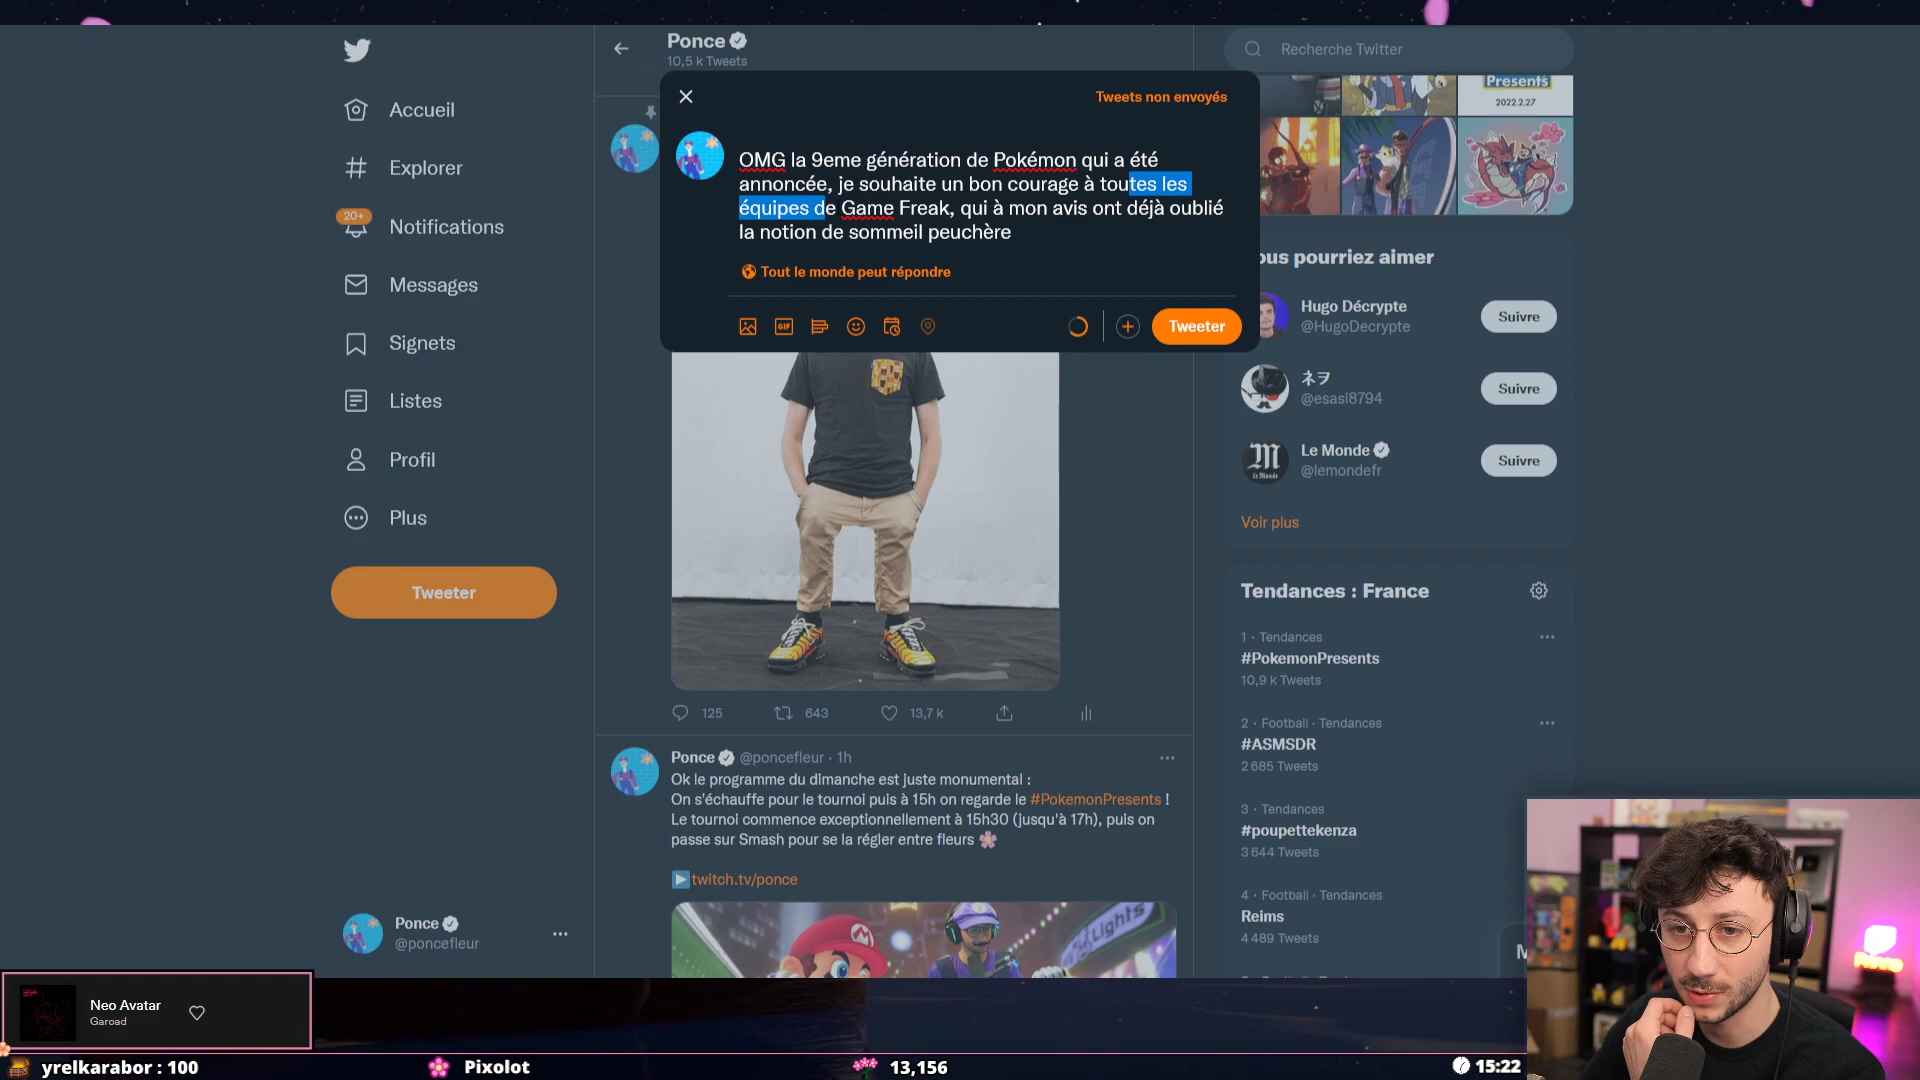 Accueil
Explorer
20+
Notifications
Messages
Signets
Listes
Profil
Plus
Tweeter
Ponce
@poncefleur
Ponce
10,5 k Tweets
Tweets non envoyés
OMG la 9eme génération de Pokémon qui a été
annoncée, je souhaite un bon courage à toutes les
équipes de Game Freak, qui à mon avis ont déjà oublié
la notion de sommeil peuchère
Tout le monde peut répondre
GIF
Tweeter
125
643
13,7 k
Ponce @poncefleur · 1h
Ok le programme du dimanche est juste monumental :
On s'échauffe pour le tournoi puis à 15h on regarde le #PokemonPresents !
Le tournoi commence exceptionnellement à 15h30 (jusqu'à 17h), puis on
passe sur Smash pour se la régler entre fleurs
twitch.tv/ponce
Lights
Recherche Twitter
Presents
2022.2.27
ous pourriez aimer
Hugo Décrypte
@HugoDecrypte
Suivre
ネヲ
@esasi8794
Suivre
Le Monde
@lemondefr
Suivre
Voir plus
Tendances : France
1 · Tendances
#PokemonPresents
10,9 k Tweets
2 · Football · Tendances
#ASMSDR
2 685 Tweets
3 · Tendances
#poupettekenza
3 644 Tweets
4 · Football · Tendances
Reims
4 489 Tweets
M
Neo Avatar
Garoad
yrelkarabor : 100
Pixolot
13,156
15:22